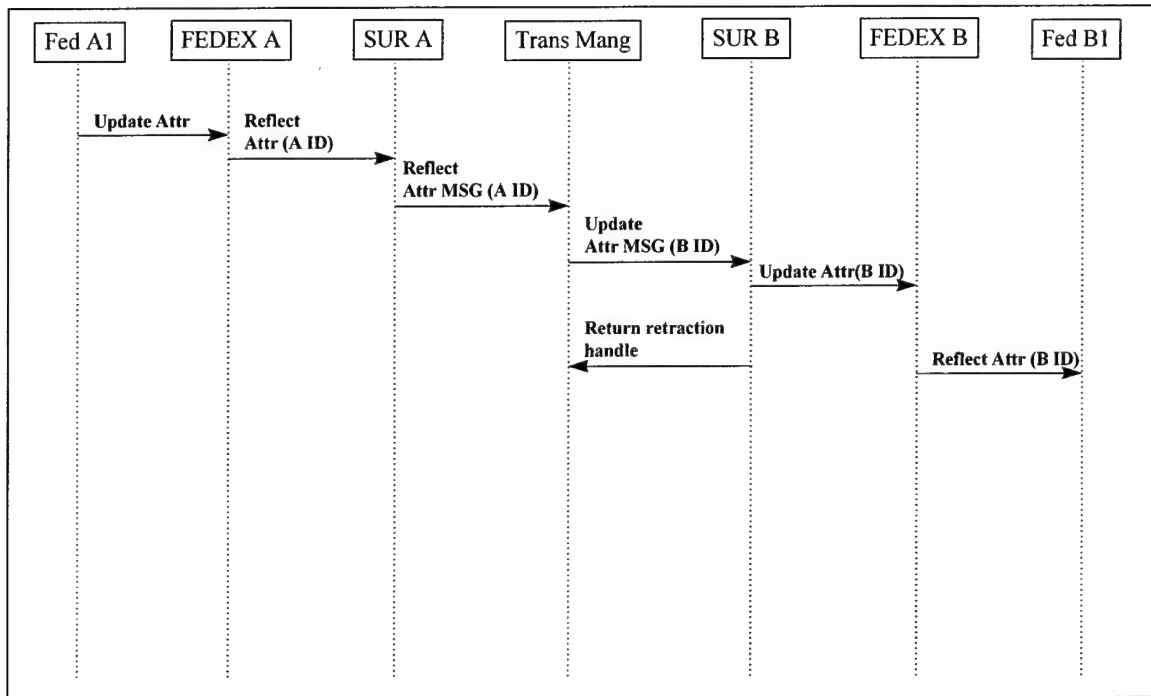 Fed A1
FEDEX A
SUR A
Trans Mang
SUR B
FEDEX B
Fed B1
Update Attr
Reflect
Attr (A ID)
Reflect
Attr MSG (A ID)
Update
Attr MSG (B ID)
Update Attr(B ID)
Return retraction
handle
Reflect Attr (B ID)